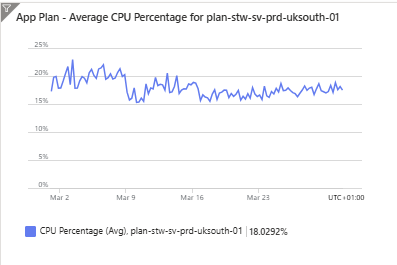 App Plan - Average CPU Percentage for plan-stw-sv-prd-uksouth-01
25%
20%
15%
10%
5%
0%
Mar 2 Mar 9 Mar 16 Mar 23 UTC+01:00
CPU Percentage (Avg), plan-stw-sv-prd-uksouth-01 18.0292%